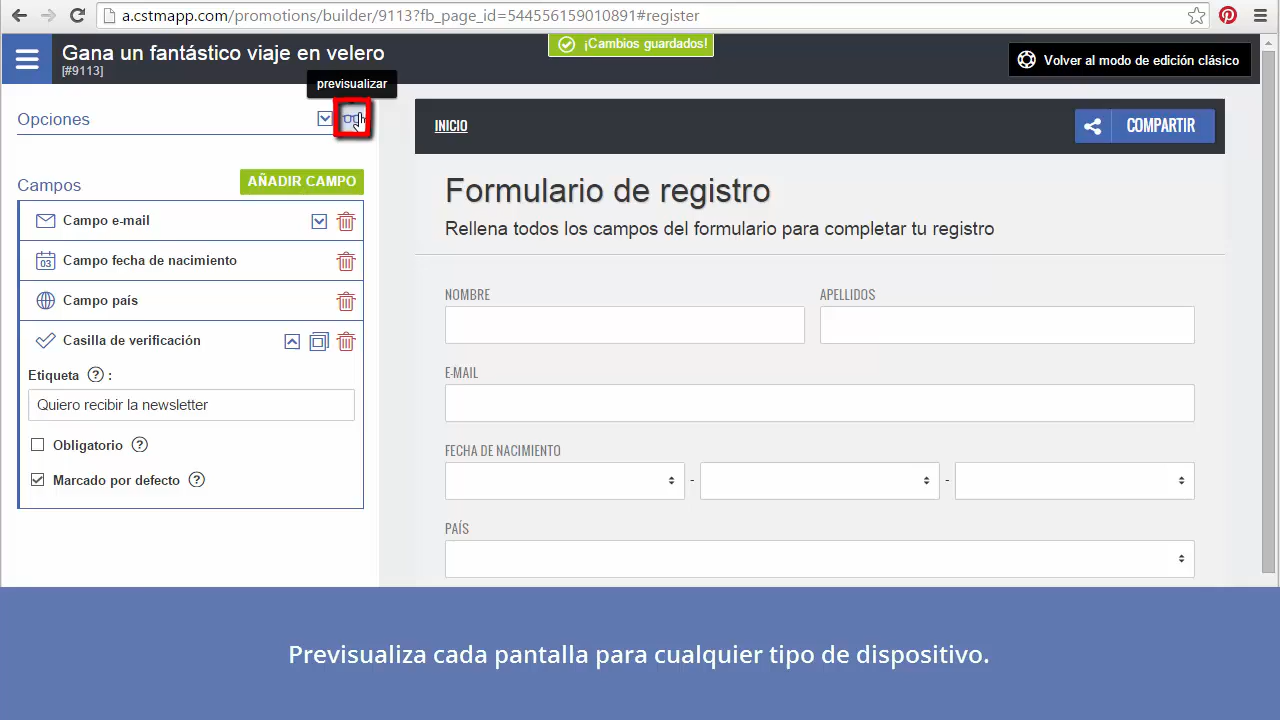 a.cstmapp.com/promotions/builder/9113?fb_page_id=544556159010891#register
Gana un fantástico viaje en velero
[#9113]
¡Cambios guardados!
Volver al modo de edición clásico
previsualizar
Opciones
Campos
AÑADIR CAMPO
Campo e-mail
03
Campo fecha de nacimiento
Campo país
Casilla de verificación
Etiqueta ? :
Quiero recibir la newsletter
Obligatorio ?
Marcado por defecto ?
INICIO
COMPARTIR
Formulario de registro
Rellena todos los campos del formulario para completar tu registro
NOMBRE
APELLIDOS
E-MAIL
FECHA DE NACIMIENTO
- -
PAÍS
Previsualiza cada pantalla para cualquier tipo de dispositivo.